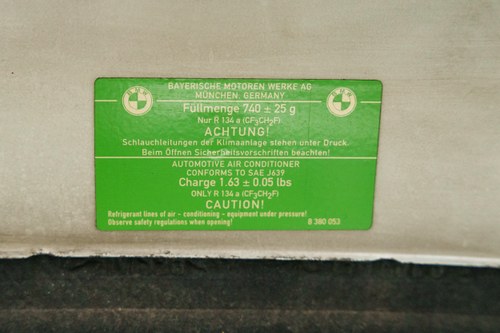 BAYERISCHE MOTOREN WERKE AG
MÜNCHEN, GERMANY
Füllmenge 740 ± 25 g
Nur R 134 a (CF₃CH₂F)
ACHTUNG!
Schlauchleitungen der Klimaanlage stehen unter Druck.
Beim Öffnen Sicherheitsvorschriften beachten!
AUTOMOTIVE AIR CONDITIONER
CONFORMS TO SAE J639
Charge 1.63 ± 0.05 lbs
ONLY R 134 a (CF₃CH₂F)
CAUTION!
Refrigerant lines of air - conditioning - equipment under pressure!
Observe safety regulations when opening!
8 380 053